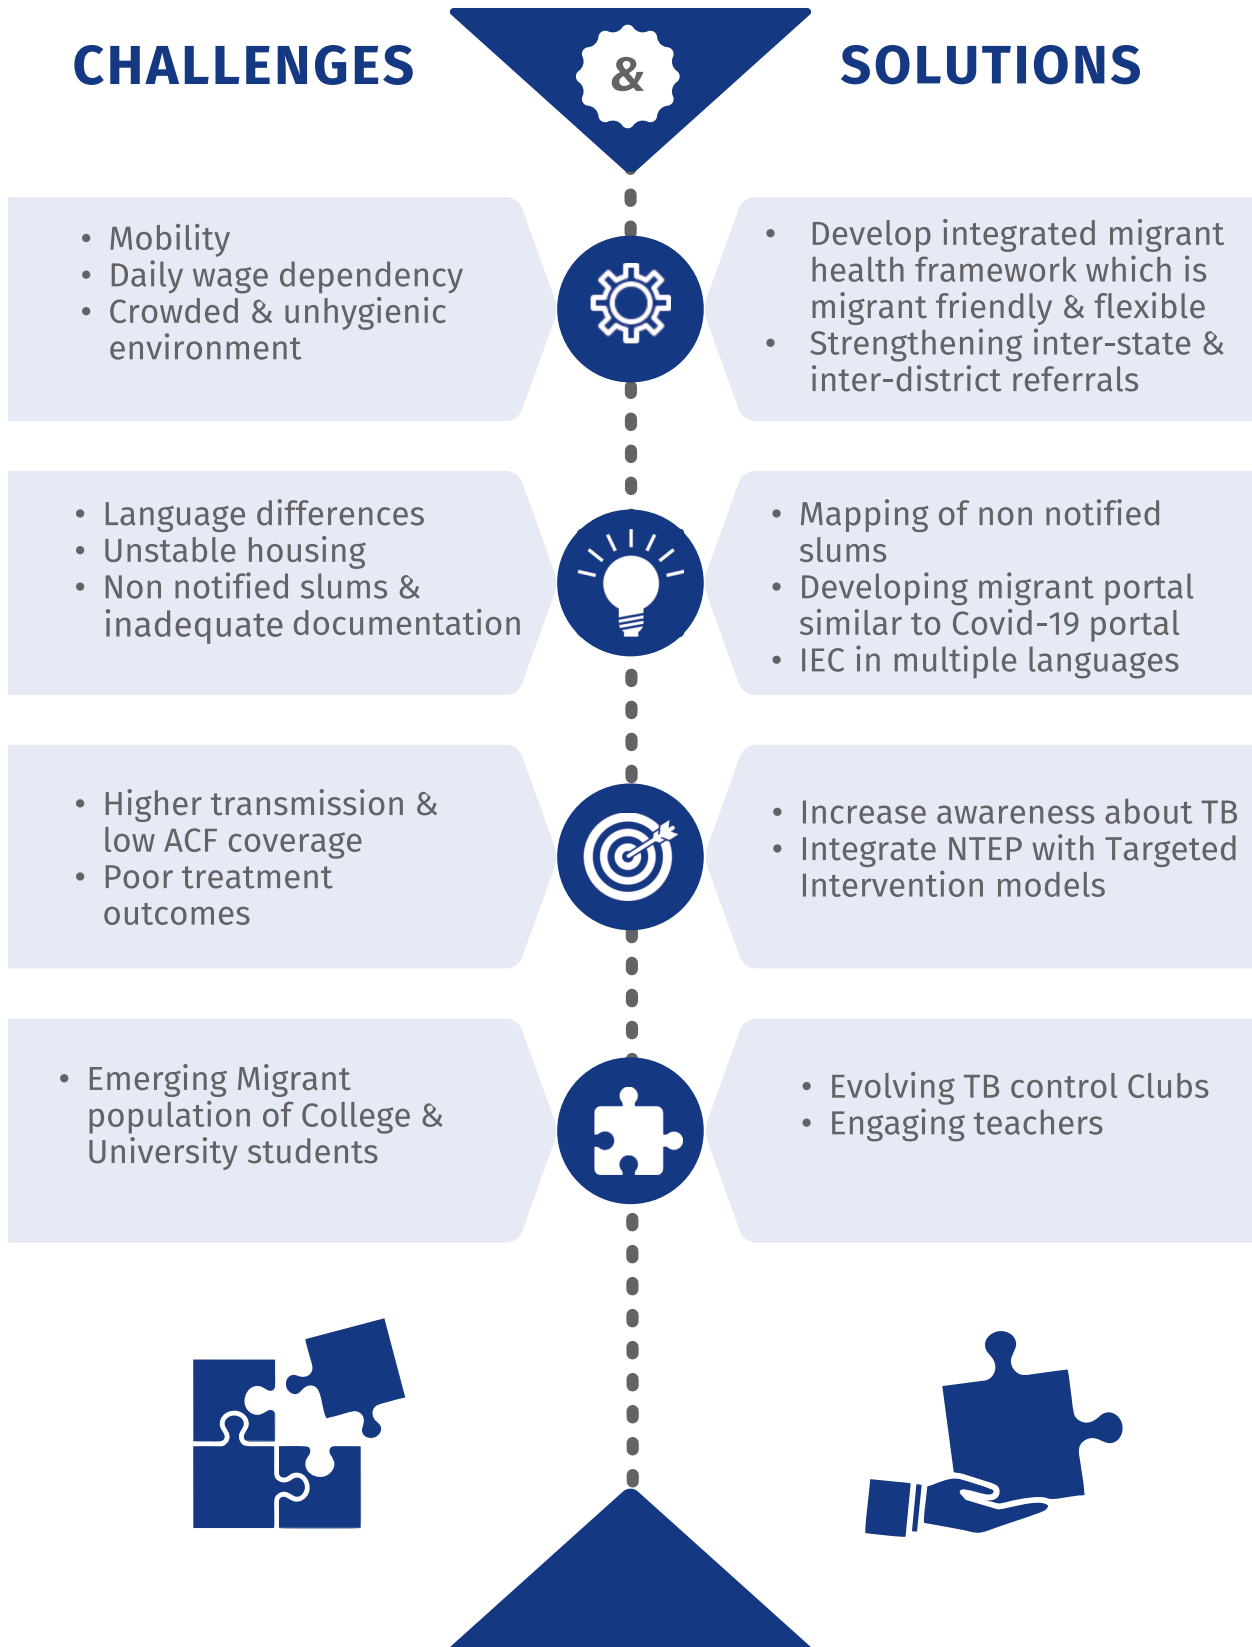 CHALLENGES
&
SOLUTIONS
• Mobility
• Daily wage dependency
• Crowded & unhygienic
environment
• Develop integrated migrant
health framework which is
migrant friendly & flexible
• Strengthening inter-state &
inter-district referrals
• Language differences
• Unstable housing
• Non notified slums &
inadequate documentation
• Mapping of non notified
slums
• Developing migrant portal
similar to Covid-19 portal
• IEC in multiple languages
• Higher transmission &
low ACF coverage
• Poor treatment
outcomes
• Increase awareness about TB
• Integrate NTEP with Targeted
Intervention models
• Emerging Migrant
population of College &
University students
• Evolving TB control Clubs
• Engaging teachers